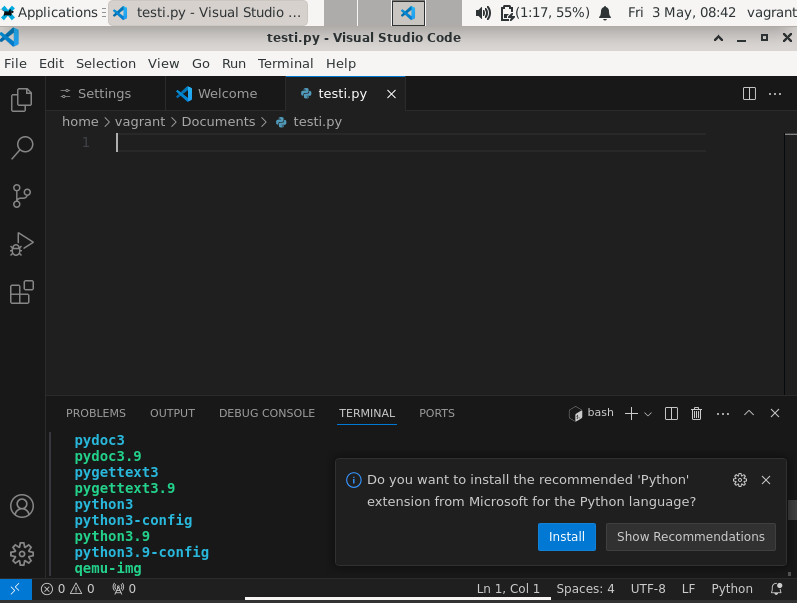 Applications testi.py - Visual Studio ... (1:17, 55%) Fri 3 May, 08:42 vagrant
testi.py - Visual Studio Code
File Edit Selection View Go Run Terminal Help
Settings Welcome testi.py
home > vagrant > Documents > testi.py
1
PROBLEMS OUTPUT DEBUG CONSOLE TERMINAL PORTS bash
pydoc3
pydoc3.9
pygettext3
pygettext3.9
python3
python3-config
python3.9
python3.9-config
qemu-img
Do you want to install the recommended 'Python'
extension from Microsoft for the Python language?
Install Show Recommendations
0 0 0 Ln 1, Col 1 Spaces: 4 UTF-8 LF Python